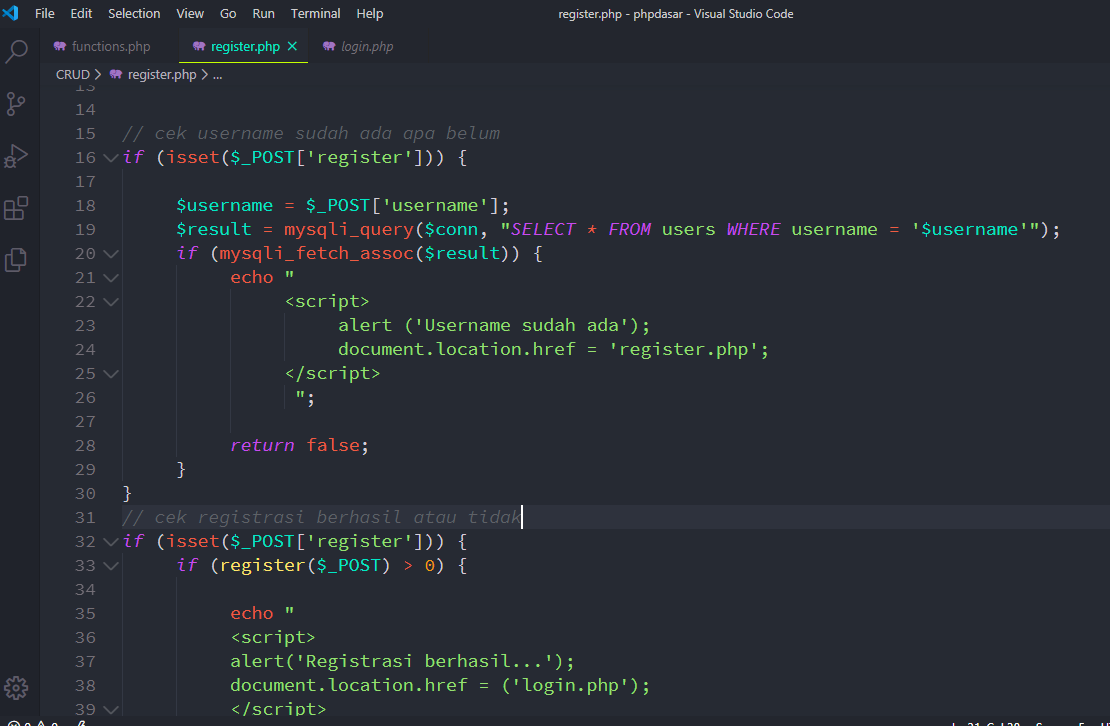 File Edit Selection View Go Run Terminal Help register.php - phpdasar - Visual Studio Code
functions.php register.php × login.php
CRUD > register.php > ...
13
14
15 // cek username sudah ada apa belum
16 if (isset($_POST['register'])) {
17
18 $username = $_POST['username'];
19 $result = mysqli_query($conn, "SELECT * FROM users WHERE username = '$username'");
20 if (mysqli_fetch_assoc($result)) {
21 echo "
22 <script>
23 alert ('Username sudah ada');
24 document.location.href = 'register.php';
25 </script>
26 ";
27
28 return false;
29 }
30 }
31 // cek registrasi berhasil atau tidak
32 if (isset($_POST['register'])) {
33 if (register($_POST) > 0) {
34
35 echo "
36 <script>
37 alert('Registrasi berhasil...');
38 document.location.href = ('login.php');
39 </script>